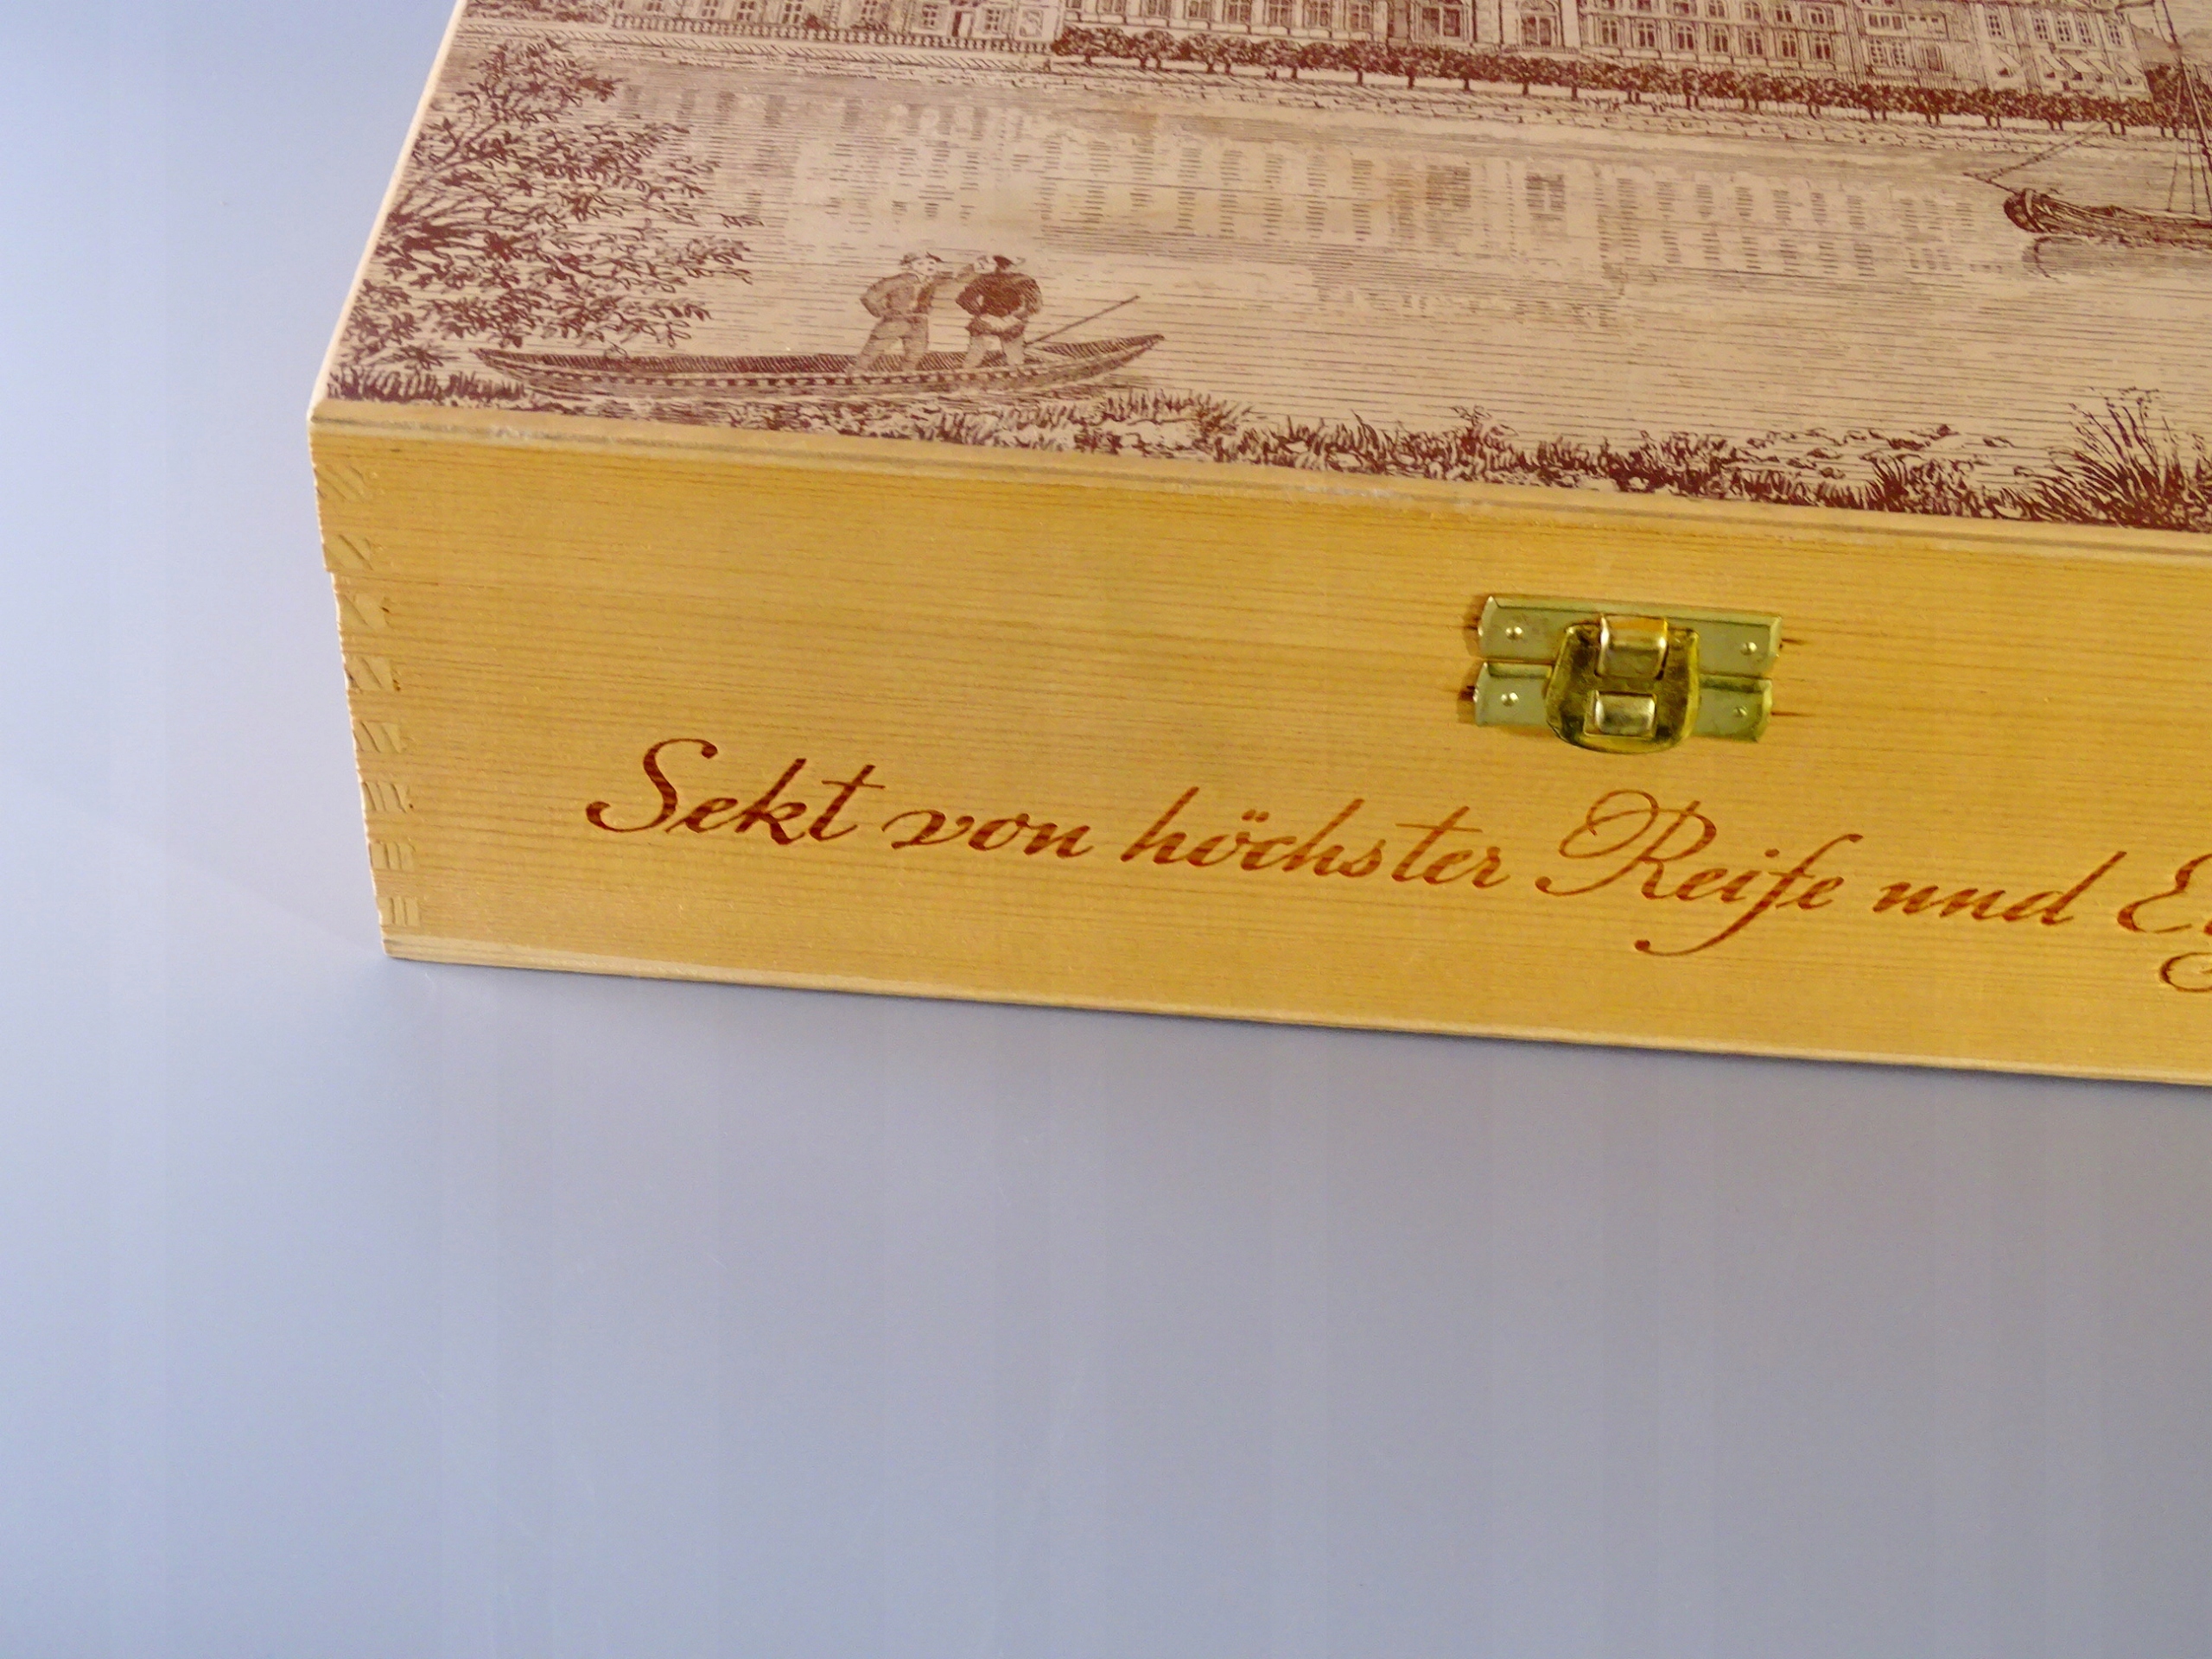 Sekt von höchster Reife und